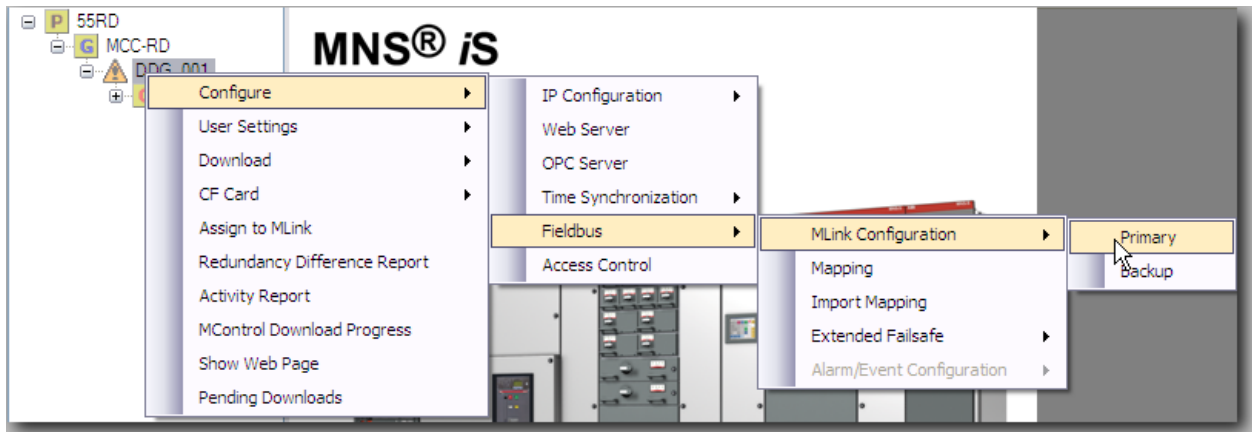 P 55RD
G MCC-RD
DDG_001
MNS® iS
Configure
User Settings
Download
CF Card
Assign to MLink
Redundancy Difference Report
Activity Report
MControl Download Progress
Show Web Page
Pending Downloads
IP Configuration
Web Server
OPC Server
Time Synchronization
Fieldbus
Access Control
MLink Configuration
Mapping
Import Mapping
Extended Failsafe
Alarm/Event Configuration
Primary
Backup